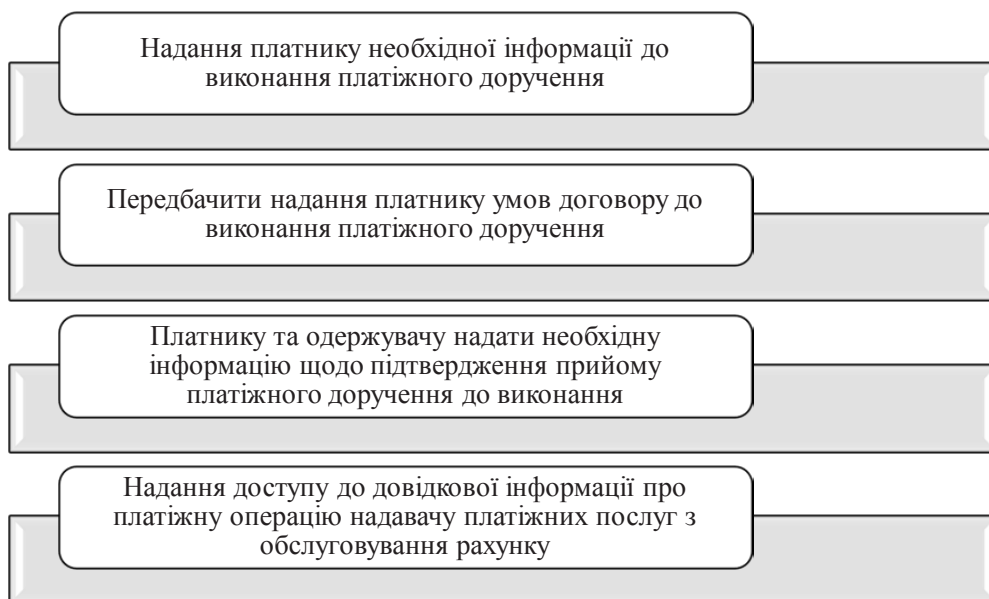 Надання платнику необхідної інформації до
виконання платіжного доручення
Передбачити надання платнику умов договору до
виконання платіжного доручення
Платнику та одержувачу надати необхідну
інформацію щодо підтвердження прийому
платіжного доручення до виконання
Надання доступу до довідкової інформації про
платіжну операцію надавачу платіжних послуг з
обслуговування рахунку